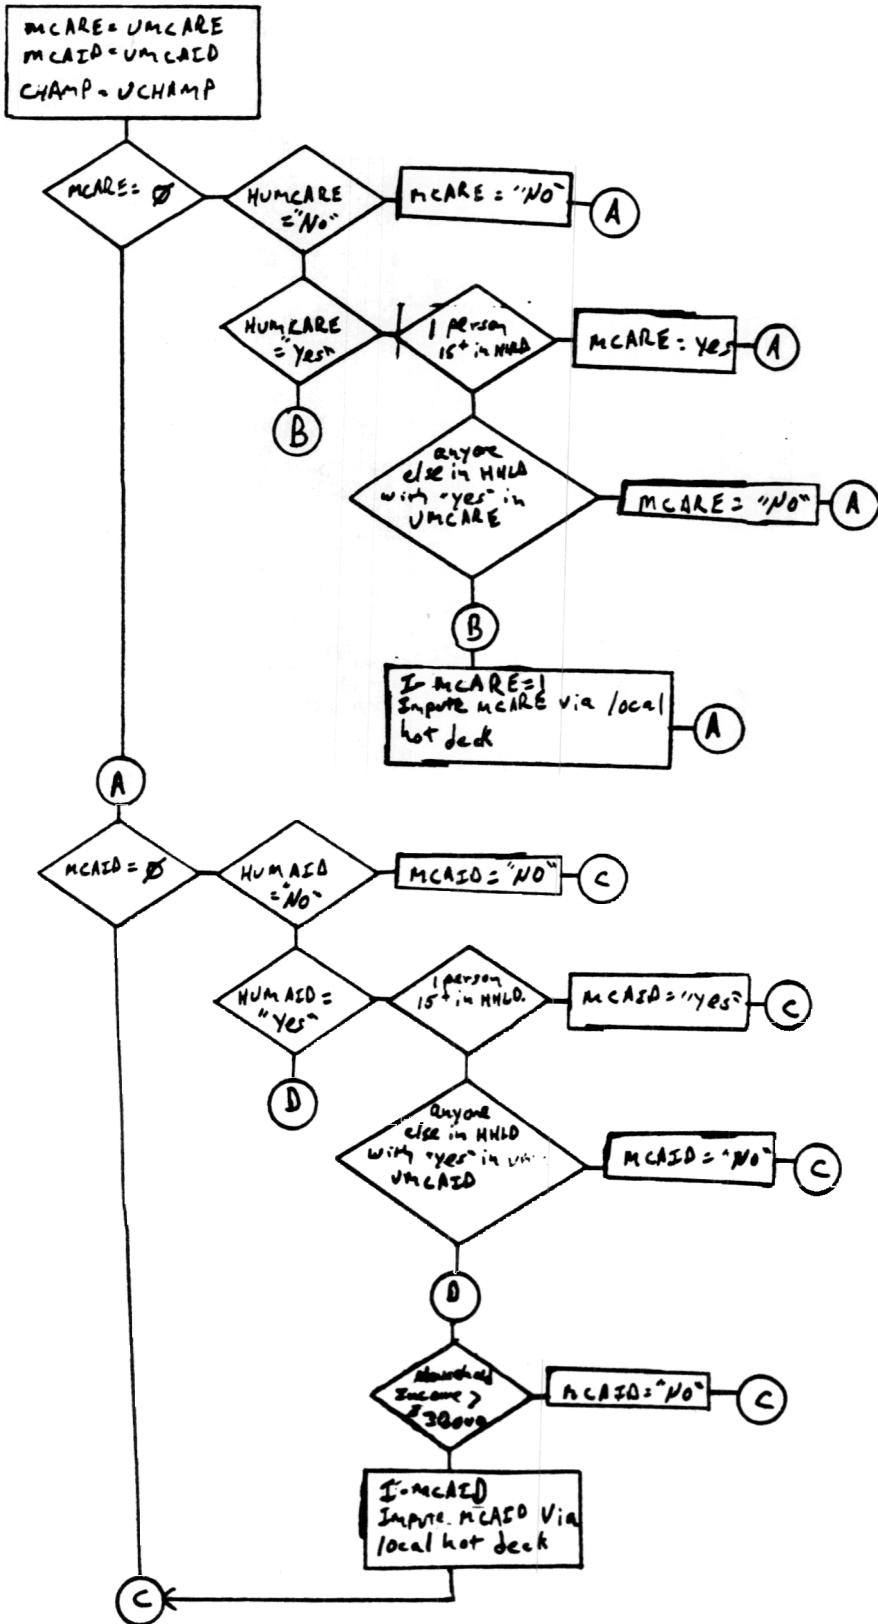 MCARE = UMCARE
MCAID = UMCAID
CHAMP = UCHAMP
MCARE = Ø
HUMCARE
="No"
MCARE = "No"
A
HUMCARE
="Yes"
1 person
15+ in HHLD
MCARE = Yes
A
B
anyone
else in HHLD
with "yes" in
UMCARE
MCARE = "NO"
A
B
I-MCARE=1
Impute MCARE via local
hot deck
A
A
MCAID = Ø
HUMAID
="No"
MCAID = "NO"
C
HUMAID =
"Yes"
1 person
15+ in HHLD.
MCAID = "Yes"
C
D
anyone
else in HHLD
with "yes" in
UMCAID
MCAID = "No"
C
D
Household
Income >
MCAID = "No"
C
I-MCAID
Impute MCAID Via
local hot deck
C